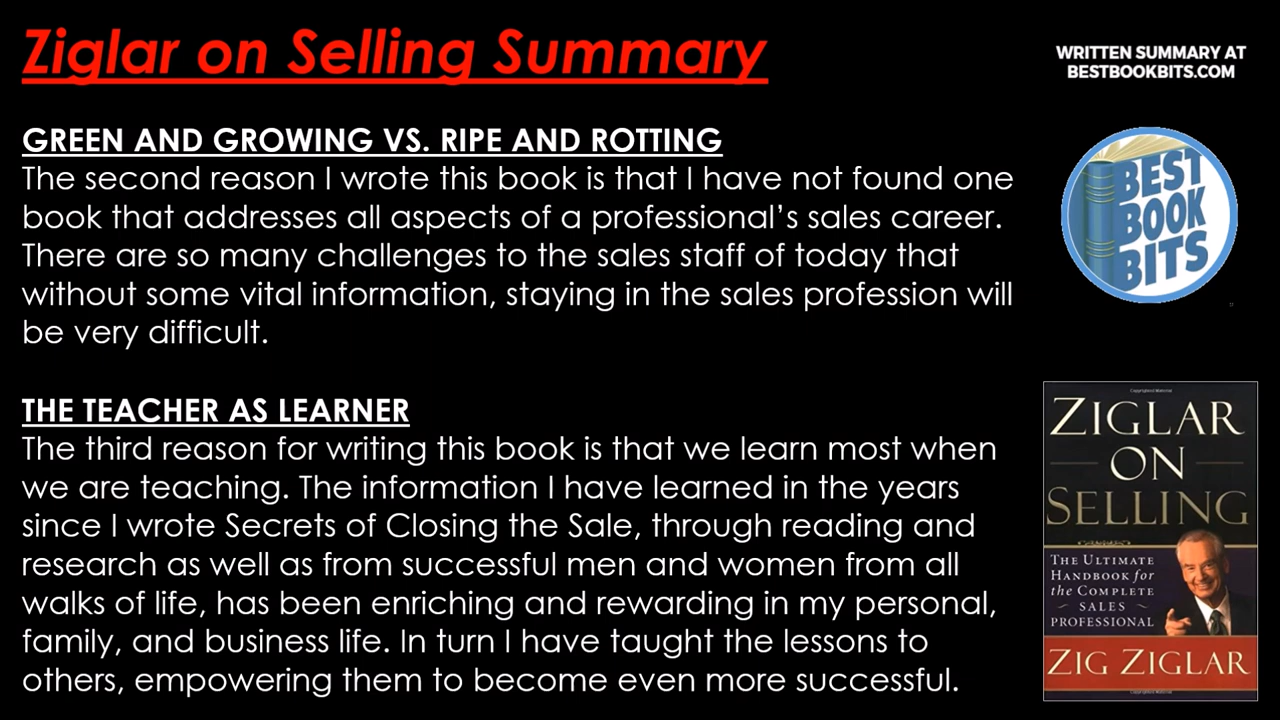 Ziglar on Selling Summary
WRITTEN SUMMARY AT
BESTBOOKBITS.COM
GREEN AND GROWING VS. RIPE AND ROTTING
The second reason I wrote this book is that I have not found one
book that addresses all aspects of a professional’s sales career.
There are so many challenges to the sales staff of today that
without some vital information, staying in the sales profession will
be very difficult.
THE TEACHER AS LEARNER
The third reason for writing this book is that we learn most when
we are teaching. The information I have learned in the years
since I wrote Secrets of Closing the Sale, through reading and
research as well as from successful men and women from all
walks of life, has been enriching and rewarding in my personal,
family, and business life. In turn I have taught the lessons to
others, empowering them to become even more successful.
BEST
BOOK
BITS
ZIGLAR
ON
SELLING
THE ULTIMATE
HANDBOOK for
the COMPLETE
SALES
PROFESSIONAL
ZIG ZIGLAR